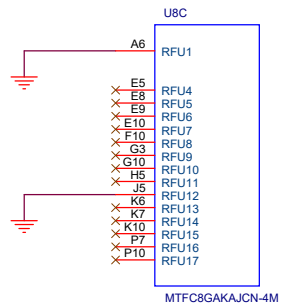 U8C
A6 RFU1
E5 RFU4
E8 RFU5
E9 RFU6
E10 RFU7
F10 RFU8
G3 RFU9
G10 RFU10
H5 RFU11
J5 RFU12
K6 RFU13
K7 RFU14
K10 RFU15
P7 RFU16
P10 RFU17
MTFC8GAKAJCN-4M